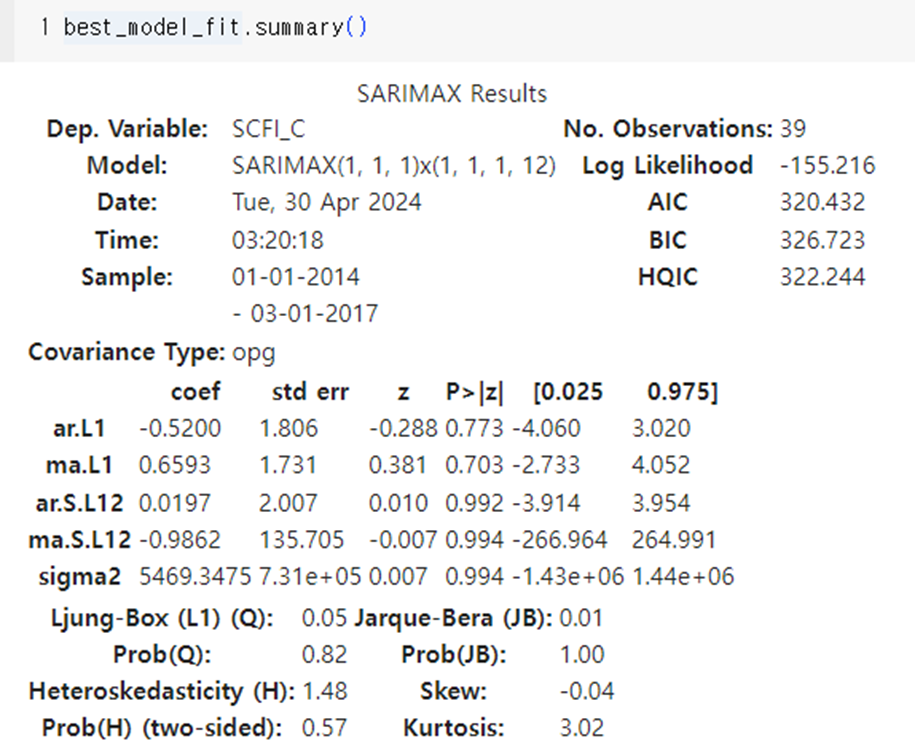 1 best_model_fit.summary()
SARIMAX Results
Dep. Variable: SCFI_C No. Observations: 39
Model: SARIMAX(1, 1, 1)x(1, 1, 1, 12) Log Likelihood -155.216
Date: Tue, 30 Apr 2024 AIC 320.432
Time: 03:20:18 BIC 326.723
Sample: 01-01-2014 HQIC 322.244
- 03-01-2017
Covariance Type: opg
coef std err z P>|z| [0.025 0.975]
ar.L1 -0.5200 1.806 -0.288 0.773 -4.060 3.020
ma.L1 0.6593 1.731 0.381 0.703 -2.733 4.052
ar.S.L12 0.0197 2.007 0.010 0.992 -3.914 3.954
ma.S.L12 -0.9862 135.705 -0.007 0.994 -266.964 264.991
sigma2 5469.3475 7.31e+05 0.007 0.994 -1.43e+06 1.44e+06
Ljung-Box (L1) (Q): 0.05 Jarque-Bera (JB): 0.01
Prob(Q): 0.82 Prob(JB): 1.00
Heteroskedasticity (H): 1.48 Skew: -0.04
Prob(H) (two-sided): 0.57 Kurtosis: 3.02